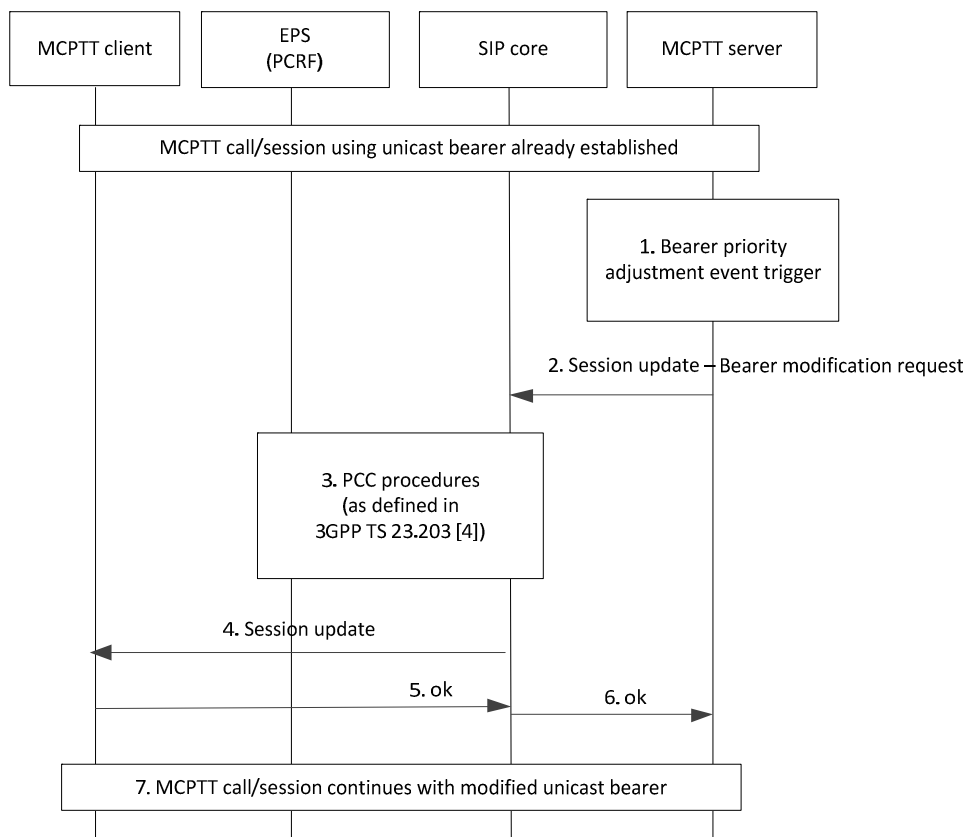 MCPTT client
EPS
(PCRF)
SIP core
MCPTT server
MCPTT call/session using unicast bearer already established
1. Bearer priority
adjustment event trigger
2. Session update – Bearer modification request
3. PCC procedures
(as defined in
3GPP TS 23.203 [4])
4. Session update
5. ok
6. ok
7. MCPTT call/session continues with modified unicast bearer